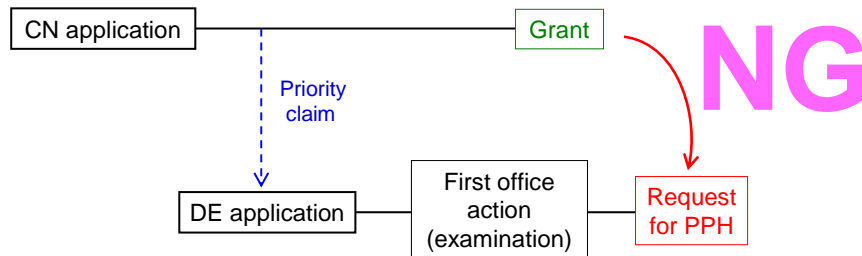 CN application
Grant
NG
Priority
claim
DE application
First office
action
(examination)
Request
for PPH